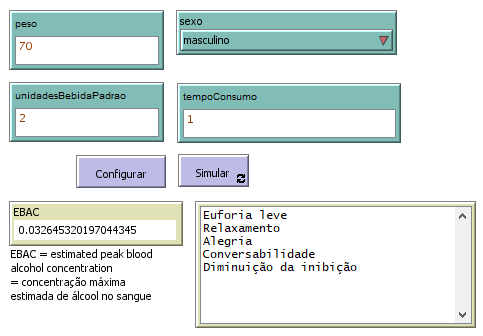 peso
70
sexo
masculino
unidadesBebidaPadrao
2
tempoConsumo
1
Configurar
Simular
EBAC
0.032645320197044345
EBAC = estimated peak blood
alcohol concentration
= concentração máxima
estimada de álcool no sangue
Euforia leve
Relaxamento
Alegria
Conversabilidade
Diminuição da inibição